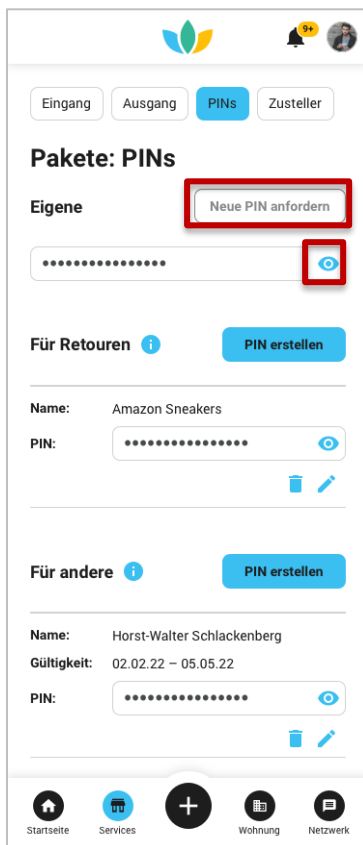 9+
Eingang Ausgang PINs Zusteller
Pakete: PINs
Eigene Neue PIN anfordern
••••••••••••••••
Für Retouren i PIN erstellen
Name: Amazon Sneakers
PIN: ••••••••••••••••
Für andere i PIN erstellen
Name: Horst-Walter Schlackenberg
Gültigkeit: 02.02.22 – 05.05.22
PIN: ••••••••••••••••
Startseite Services Wohnung Netzwerk